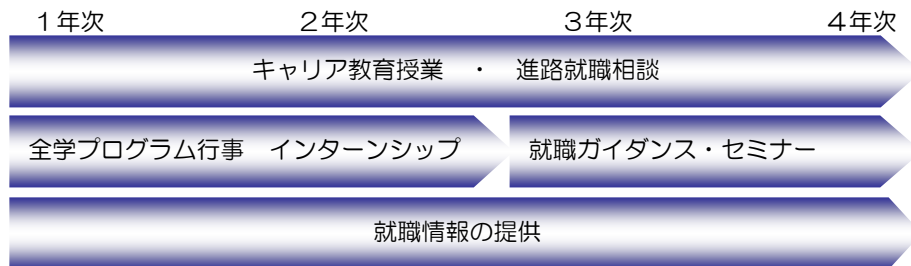 １年次　２年次　３年次　４年次
キャリア教育授業　・　進路就職相談
全学プログラム行事　インターンシップ　就職ガイダンス・セミナー
就職情報の提供